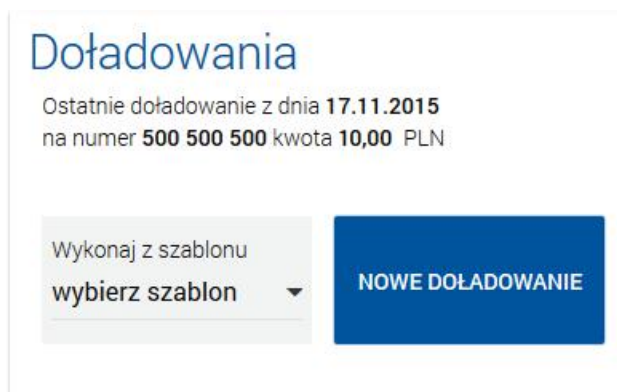 Doładowania
Ostatnie doładowanie z dnia 17.11.2015
na numer 500 500 500 kwota 10,00 PLN
Wykonaj z szablonu
wybierz szablon
NOWE DOŁADOWANIE